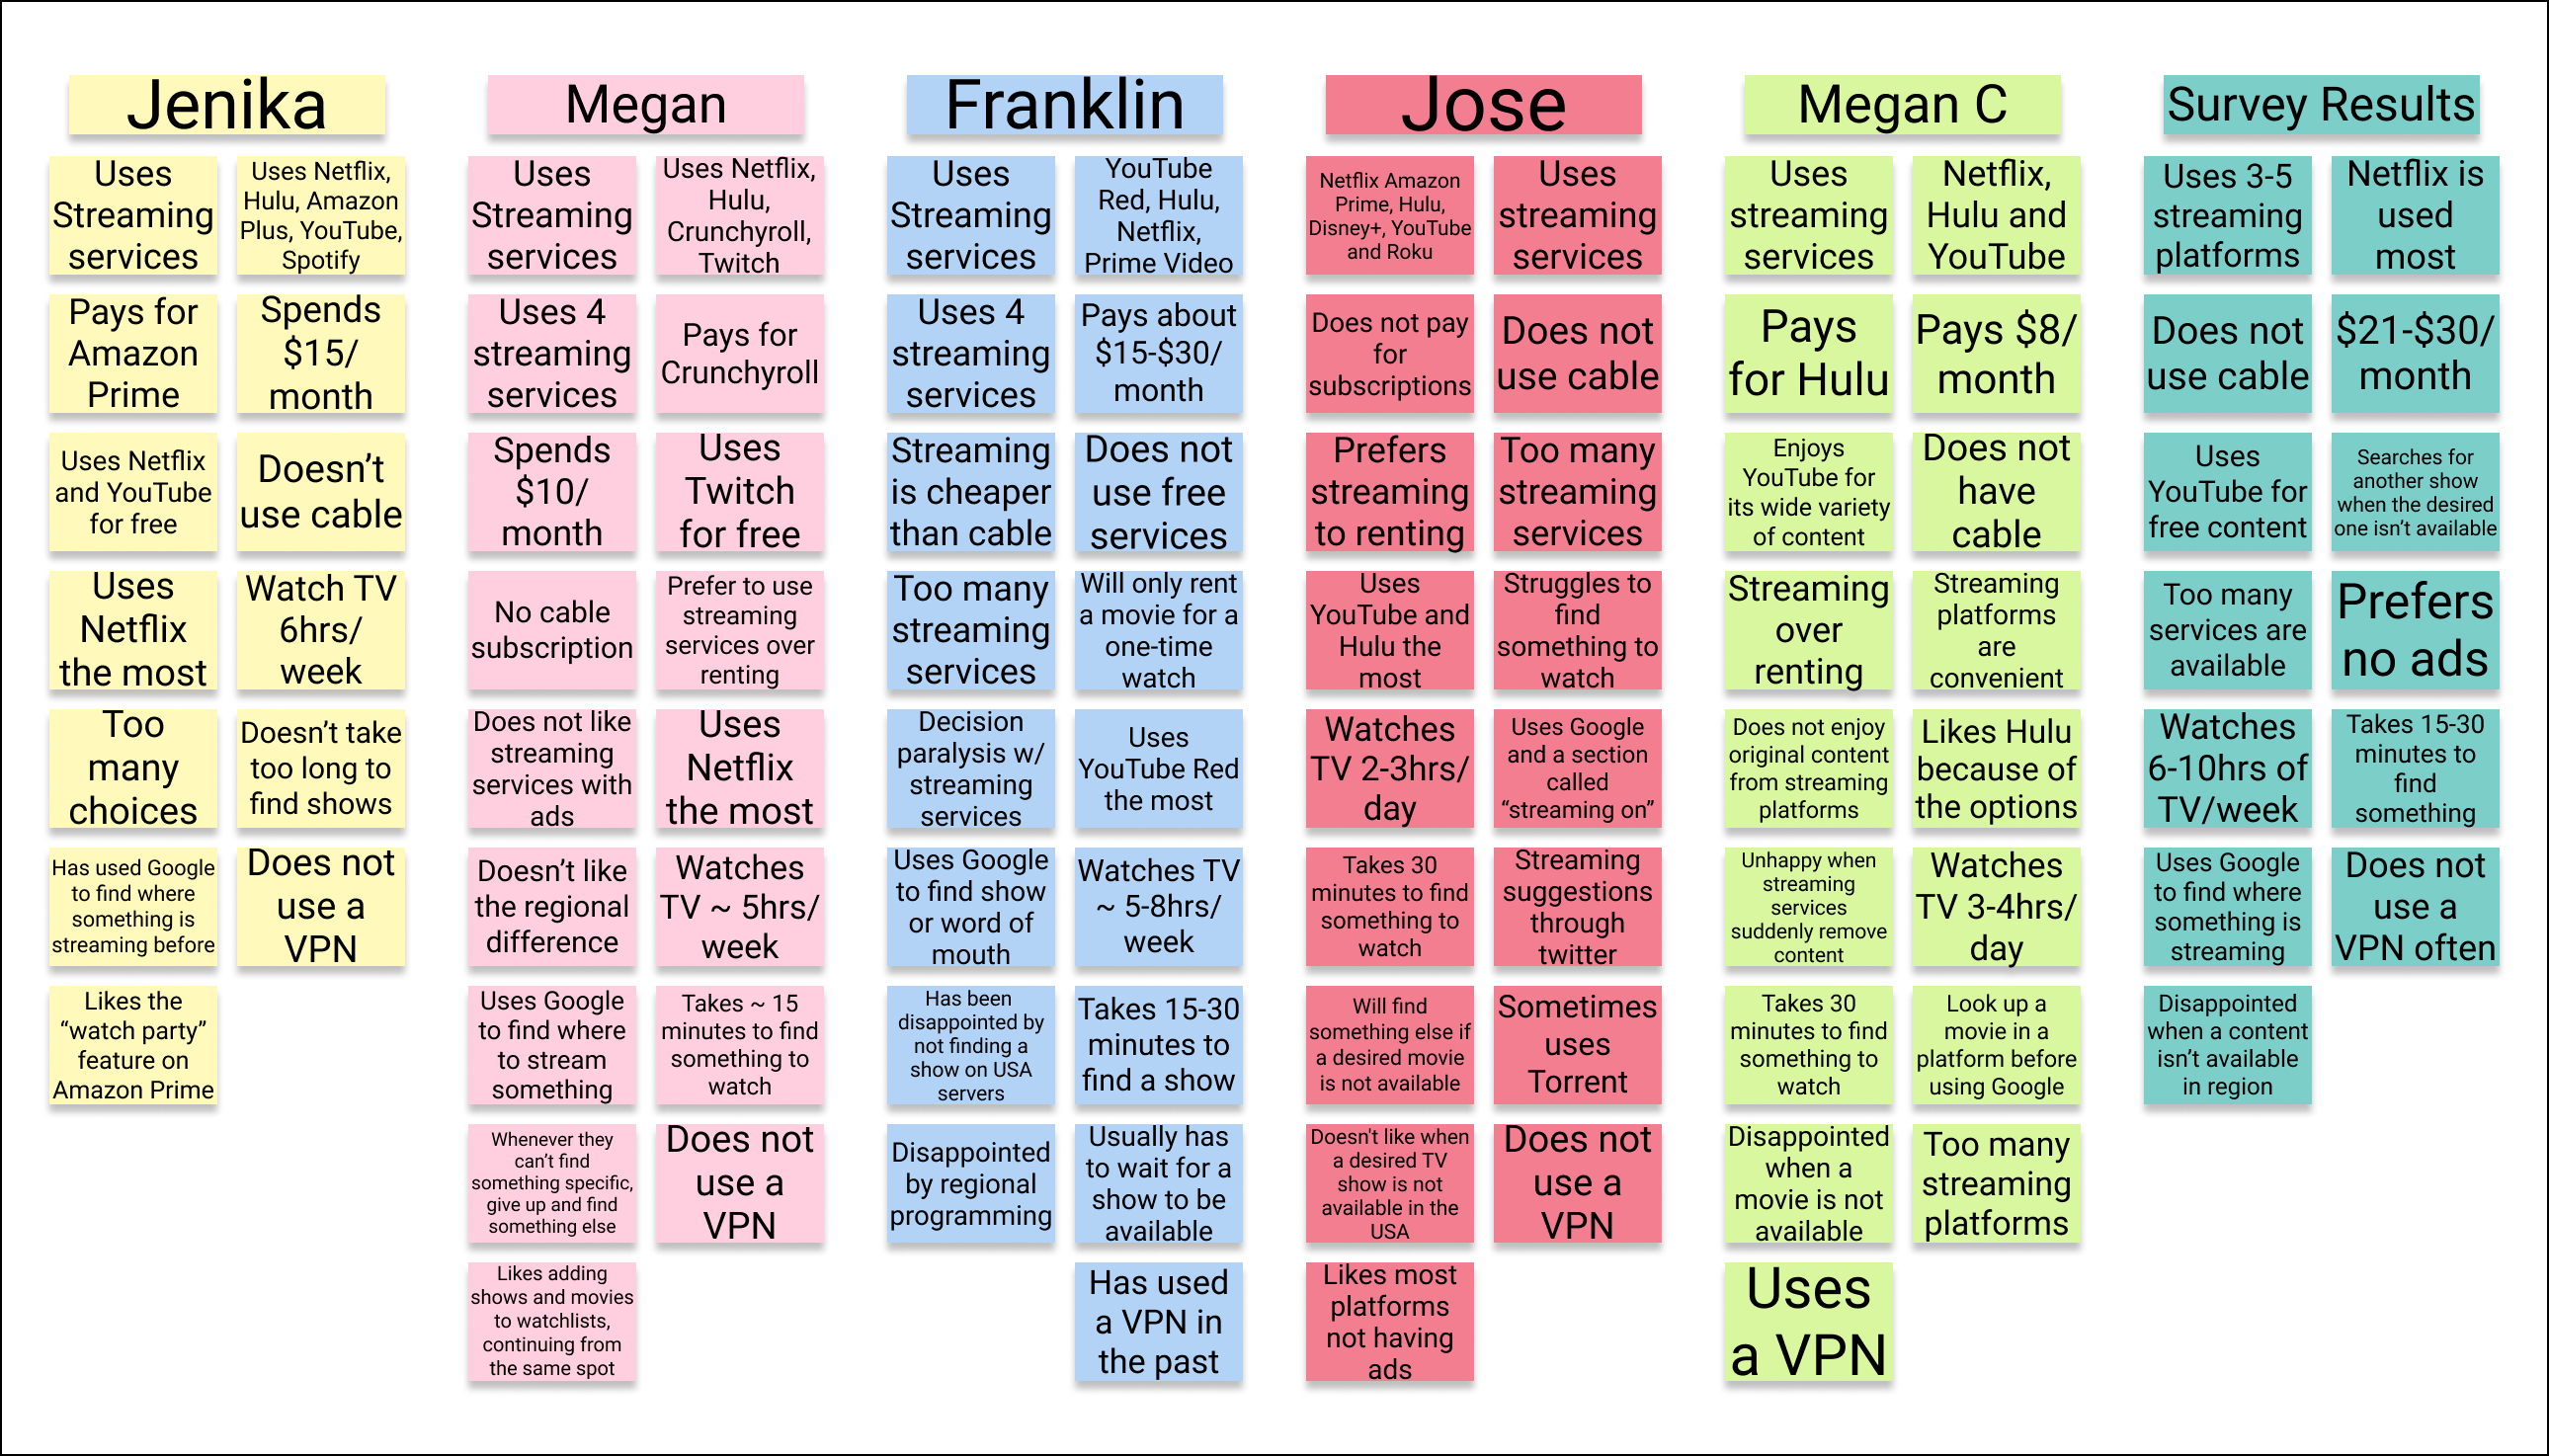 Jenika
Uses
Streaming
services
Uses Netflix,
Hulu, Amazon
Plus, YouTube,
Spotify
Pays for
Amazon
Prime
Spends
$15/
month
Uses Netflix
and YouTube
for free
Doesn’t
use cable
Uses
Netflix
the most
Watch TV
6hrs/
week
Too
many
choices
Doesn’t take
too long to
find shows
Has used Google
to find where
something is
streaming before
Does not
use a
VPN
Likes the
“watch party”
feature on
Amazon Prime
Megan
Uses
Streaming
services
Uses Netflix,
Hulu,
Crunchyroll,
Twitch
Uses 4
streaming
services
Pays for
Crunchyroll
Spends
$10/
month
Uses
Twitch
for free
No cable
subscription
Prefer to use
streaming
services over
renting
Does not like
streaming
services with
ads
Uses
Netflix
the most
Doesn’t like
the regional
difference
Watches
TV ~ 5hrs/
week
Uses Google
to find where
to stream
something
Takes ~ 15
minutes to find
something to
watch
Whenever they
can’t find
something specific,
give up and find
something else
Does not
use a
VPN
Likes adding
shows and movies
to watchlists,
continuing from
the same spot
Franklin
Uses
Streaming
services
YouTube
Red, Hulu,
Netflix,
Prime Video
Uses 4
streaming
services
Pays about
$15-$30/
month
Streaming
is cheaper
than cable
Does not
use free
services
Too many
streaming
services
Will only rent
a movie for a
one-time
watch
Decision
paralysis w/
streaming
services
Uses
YouTube Red
the most
Uses Google
to find show
or word of
mouth
Watches TV
~ 5-8hrs/
week
Has been
disappointed by
not finding a
show on USA
servers
Takes 15-30
minutes to
find a show
Disappointed
by regional
programming
Usually has
to wait for a
show to be
available
Has used
a VPN in
the past
Jose
Netflix Amazon
Prime, Hulu,
Disney+, YouTube
and Roku
Uses
streaming
services
Does not pay
for
subscriptions
Does not
use cable
Prefers
streaming
to renting
Too many
streaming
services
Uses
YouTube and
Hulu the
most
Struggles to
find
something to
watch
Watches
TV 2-3hrs/
day
Uses Google
and a section
called
“streaming on”
Takes 30
minutes to find
something to
watch
Streaming
suggestions
through
twitter
Will find
something else if
a desired movie
is not available
Sometimes
uses
Torrent
Doesn't like when
a desired TV
show is not
available in the
USA
Does not
use a
VPN
Likes most
platforms
not having
ads
Megan C
Uses
streaming
services
Netflix,
Hulu and
YouTube
Pays
for Hulu
Pays $8/
month
Enjoys
YouTube for
its wide variety
of content
Does not
have
cable
Streaming
over
renting
Streaming
platforms
are
convenient
Does not enjoy
original content
from streaming
platforms
Likes Hulu
because of
the options
Unhappy when
streaming
services
suddenly remove
content
Watches
TV 3-4hrs/
day
Takes 30
minutes to find
something to
watch
Look up a
movie in a
platform before
using Google
Disappointed
when a
movie is not
available
Too many
streaming
platforms
Uses
a VPN
Survey Results
Uses 3-5
streaming
platforms
Netflix is
used
most
Does not
use cable
$21-$30/
month
Uses
YouTube for
free content
Searches for
another show
when the desired
one isn’t available
Too many
services are
available
Prefers
no ads
Watches
6-10hrs of
TV/week
Takes 15-30
minutes to
find
something
Uses Google
to find where
something is
streaming
Does not
use a
VPN often
Disappointed
when a content
isn’t available
in region